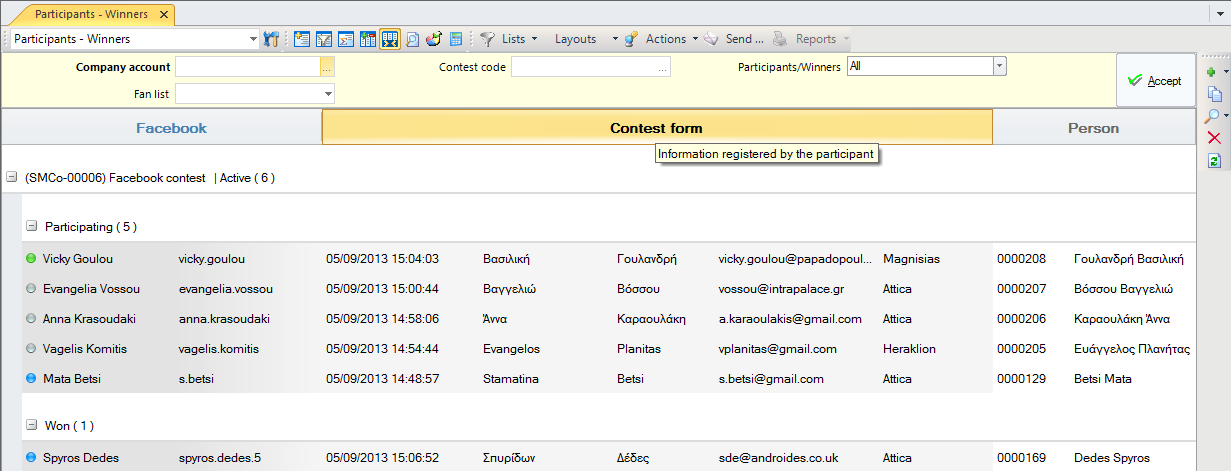 Participants - Winners
Participants - Winners Lists Layouts Actions Send ... Reports
Company account ... Contest code ... Participants/Winners All Accept
Fan list
Facebook Contest form Person
Information registered by the participant
(SMCo-00006) Facebook contest | Active ( 6 )
Participating ( 5 )
Vicky Goulou vicky.goulou 05/09/2013 15:04:03 Βασιλική Γουλανδρή vicky.goulou@papadopoul... Magnisias 0000208 Γουλανδρή Βασιλική
Evangelia Vossou evangelia.vossou 05/09/2013 15:00:44 Βαγγελιώ Βόσσου vossou@intrapalace.gr Attica 0000207 Βόσσου Βαγγελιώ
Anna Krasoudaki anna.krasoudaki 05/09/2013 14:58:06 Άννα Καραουλάκη a.karaoulakis@gmail.com Attica 0000206 Καραουλάκη Άννα
Vagelis Komitis vagelis.komitis 05/09/2013 14:54:44 Evangelos Planitas vplanitas@gmail.com Heraklion 0000205 Ευάγγελος Πλανήτας
Mata Betsi s.betsi 05/09/2013 14:48:57 Stamatina Betsi s.betsi@gmail.com Attica 0000129 Betsi Mata
Won ( 1 )
Spyros Dedes spyros.dedes.5 05/09/2013 15:06:52 Σπυρίδων Δέδες sde@androides.co.uk Attica 0000169 Dedes Spyros